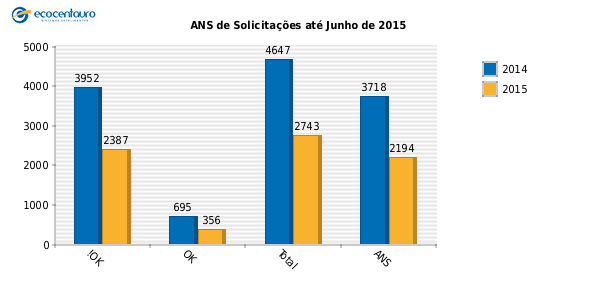 ecocentauro
ANS de Solicitações até Junho de 2015
5000
4000
3000
2000
1000
0
3952
2387
695
356
4647
2743
3718
2194
!OK
OK
Total
ANS
2014
2015